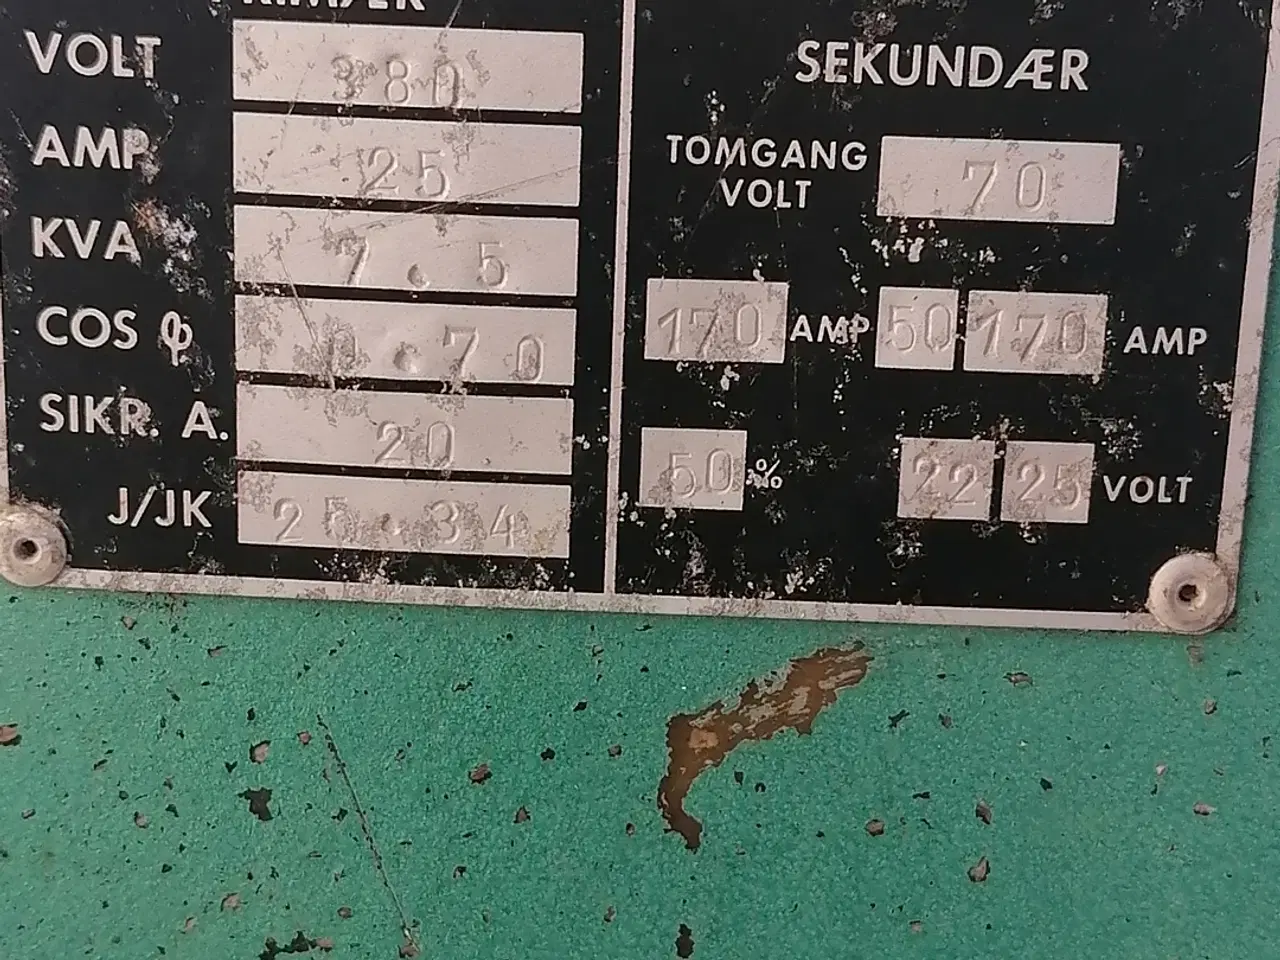 PRIMÆR
VOLT 380
AMP 25
KVA 7.5
COS φ 0.70
SIKR. A. 20
J/JK 25.34
SEKUNDÆR
TOMGANG VOLT 70
170 AMP 50 170 AMP
50 % 22 25 VOLT